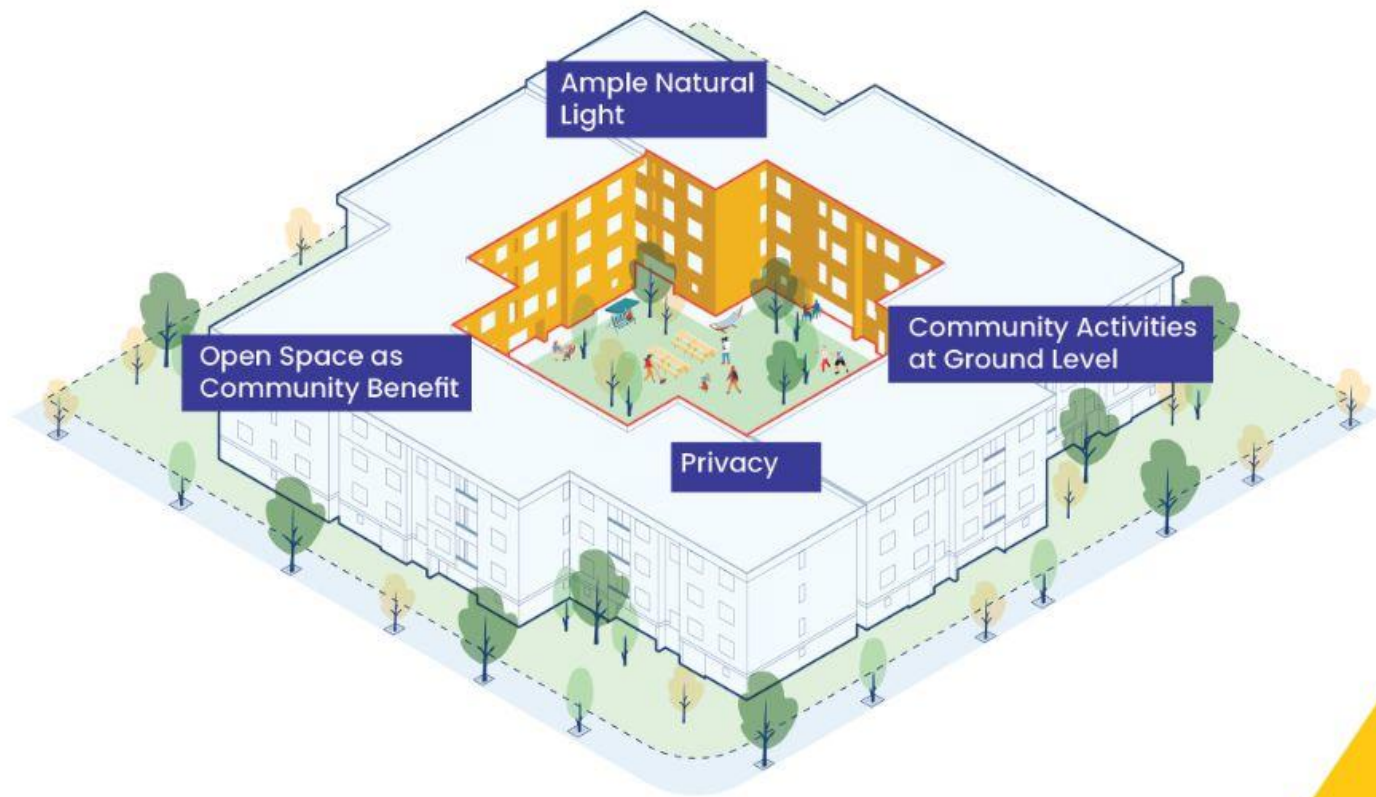 Ample Natural
Light
Open Space as
Community Benefit
Community Activities
at Ground Level
Privacy